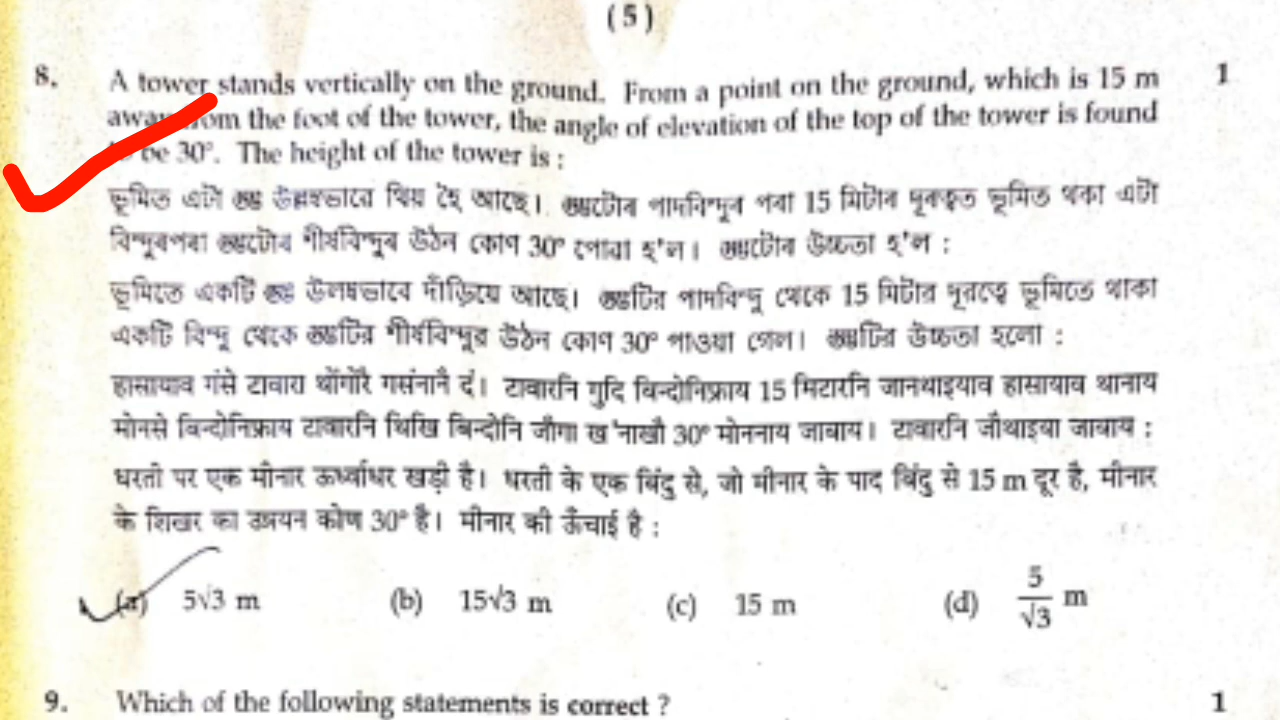 (5)
8. A tower stands vertically on the ground. From a point on the ground, which is 15 m 1
away from the foot of the tower, the angle of elevation of the top of the tower is found
to be 30°. The height of the tower is :
ভূমিত এটা স্তম্ভ উলম্বভাৱে থিয় হৈ আছে। স্তম্ভটোৰ পাদবিন্দুৰ পৰা 15 মিটাৰ দূৰত্বত ভূমিত থকা এটা
বিন্দুৰপৰা স্তম্ভটোৰ শীৰ্ষবিন্দুৰ উঠন কোণ 30° পোৱা হ'ল। স্তম্ভটোৰ উচ্চতা হ'ল :
ভূমিতে একটি স্তম্ভ উলম্বভাবে দাঁড়িয়ে আছে। স্তম্ভটির পাদবিন্দু থেকে 15 মিটার দূরত্বে ভূমিতে থাকা
একটি বিন্দু থেকে স্তম্ভটির শীর্ষবিন্দুর উঠন কোণ 30° পাওয়া গেল। স্তম্ভটির উচ্চতা হলো :
हासायाव गंसे टावारा थोंगोरै गसंनानै दं। टावारनि गुदि बिन्दोनिफ्राय 15 मिटारनि जानथाइयाव हासायाव थानाय
मोनसे बिन्दोनिफ्राय टावारनि थिखि बिन्दोनि जौगा ख'नाखौ 30° मोननाय जाबाय। टावारनि जौथाइया जाबाय :
धरती पर एक मीनार ऊर्ध्वाधर खड़ी है। धरती के एक बिंदु से, जो मीनार के पाद बिंदु से 15 m दूर है, मीनार
के शिखर का उन्नयन कोण 30° है। मीनार की ऊँचाई है :
(a) 5√3 m (b) 15√3 m (c) 15 m (d) 5/√3 m
9. Which of the following statements is correct ? 1